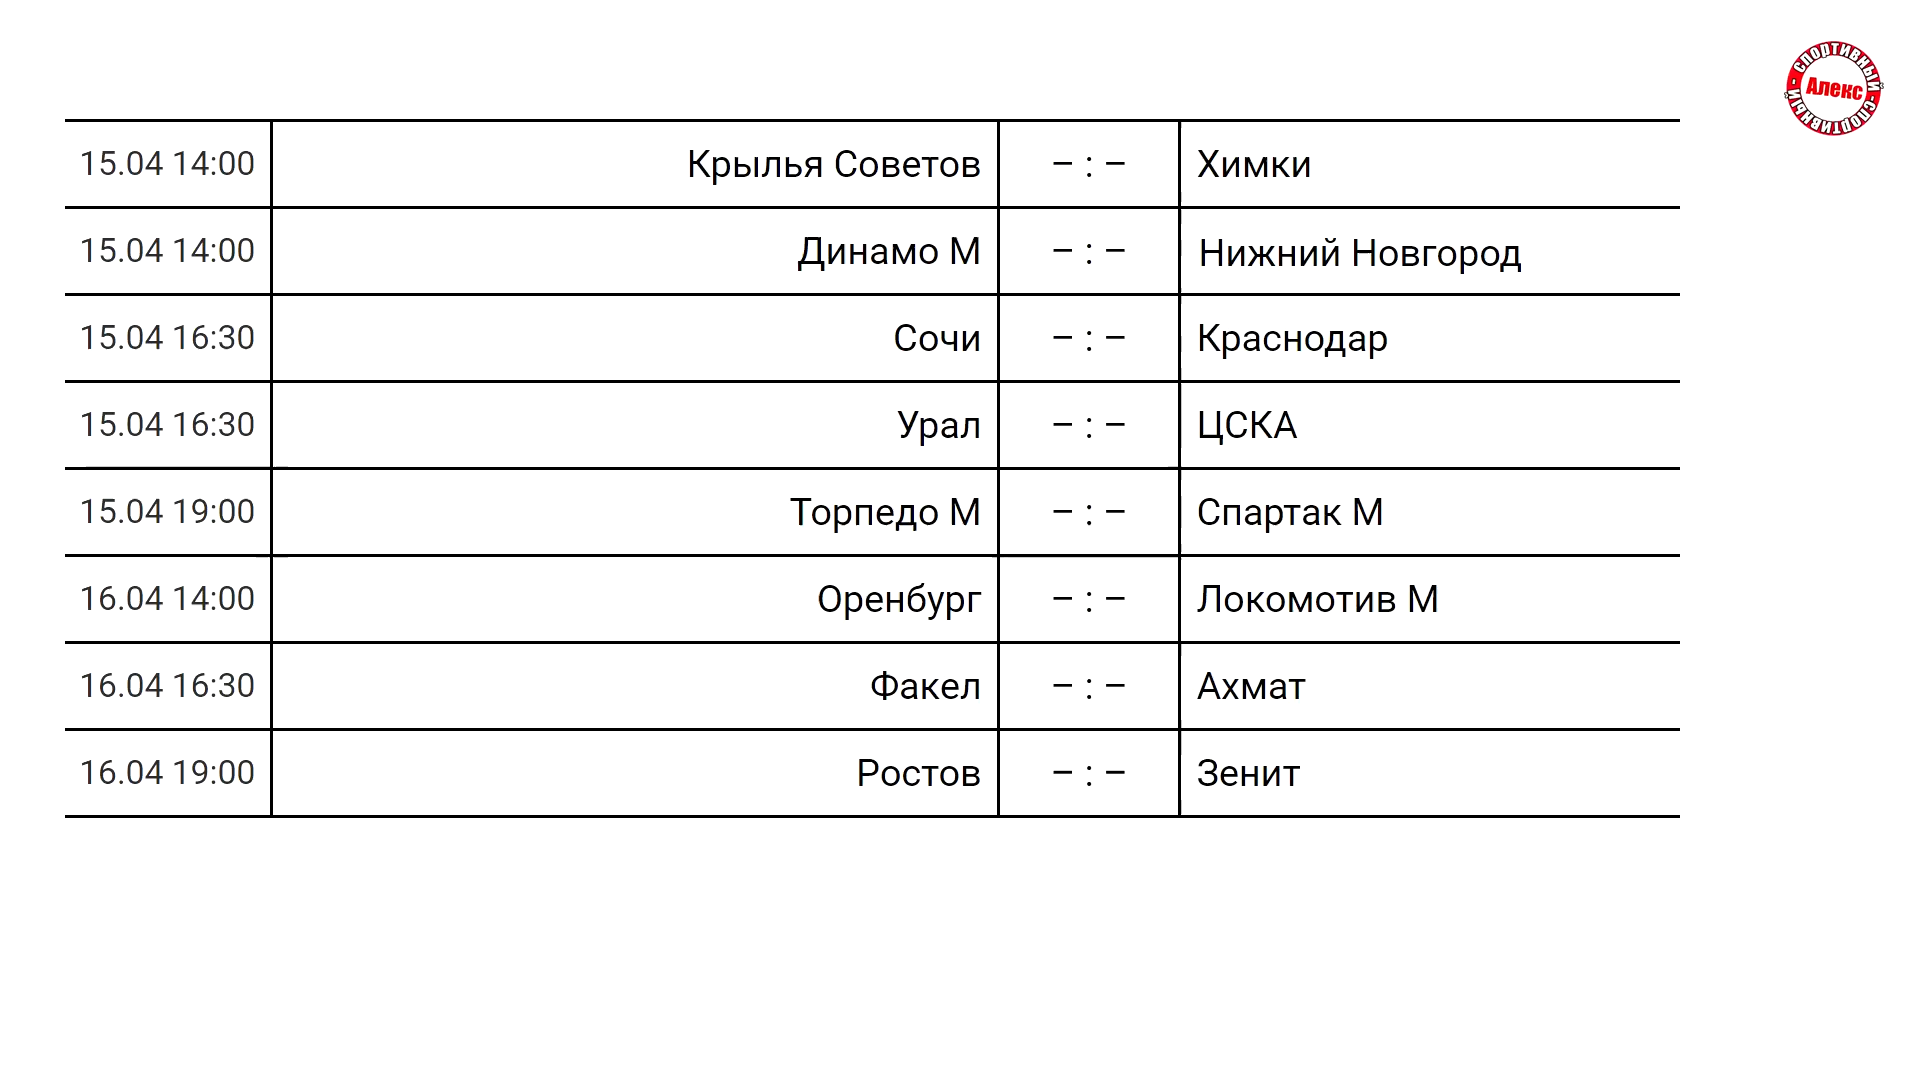 СПОРТИВНЫЙ - СПОРТИВНЫЙ -
Алекс
15.04 14:00 Крылья Советов – : – Химки
15.04 14:00 Динамо М – : – Нижний Новгород
15.04 16:30 Сочи – : – Краснодар
15.04 16:30 Урал – : – ЦСКА
15.04 19:00 Торпедо М – : – Спартак М
16.04 14:00 Оренбург – : – Локомотив М
16.04 16:30 Факел – : – Ахмат
16.04 19:00 Ростов – : – Зенит